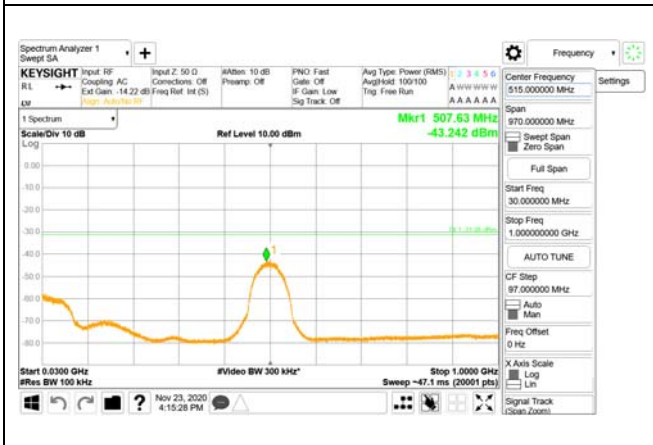 Spectrum Analyzer 1
Swept SA
Frequency
KEYSIGHT
RL
Input: RF
Coupling: AC
Ext Gain: -14.22 dB
Align: Auto/No RF
Input Z: 50 Ω
Corrections: Off
Freq Ref: Int (S)
#Atten: 10 dB
Preamp: Off
PNO: Fast
Gate: Off
IF Gain: Low
Sig Track: Off
Avg Type: Power (RMS)
Avg|Hold: 100/100
Trig: Free Run
1 2 3 4 5 6
A W W W W W
A A A A A A
1 Spectrum
Scale/Div 10 dB
Log
Ref Level 10.00 dBm
Mkr1 507.63 MHz
-43.242 dBm
0.00
-10.0
-20.0
-30.0
-40.0
-50.0
-60.0
-70.0
-80.0
1
Start 0.0300 GHz
#Res BW 100 kHz
#Video BW 300 kHz*
Stop 1.0000 GHz
Sweep ~47.1 ms (20001 pts)
Nov 23, 2020
4:15:28 PM
Center Frequency
515.000000 MHz
Settings
Span
970.000000 MHz
Swept Span
Zero Span
Full Span
Start Freq
30.000000 MHz
Stop Freq
1.000000000 GHz
AUTO TUNE
CF Step
97.000000 MHz
Auto
Man
Freq Offset
0 Hz
X Axis Scale
Log
Lin
Signal Track
(Span Zoom)